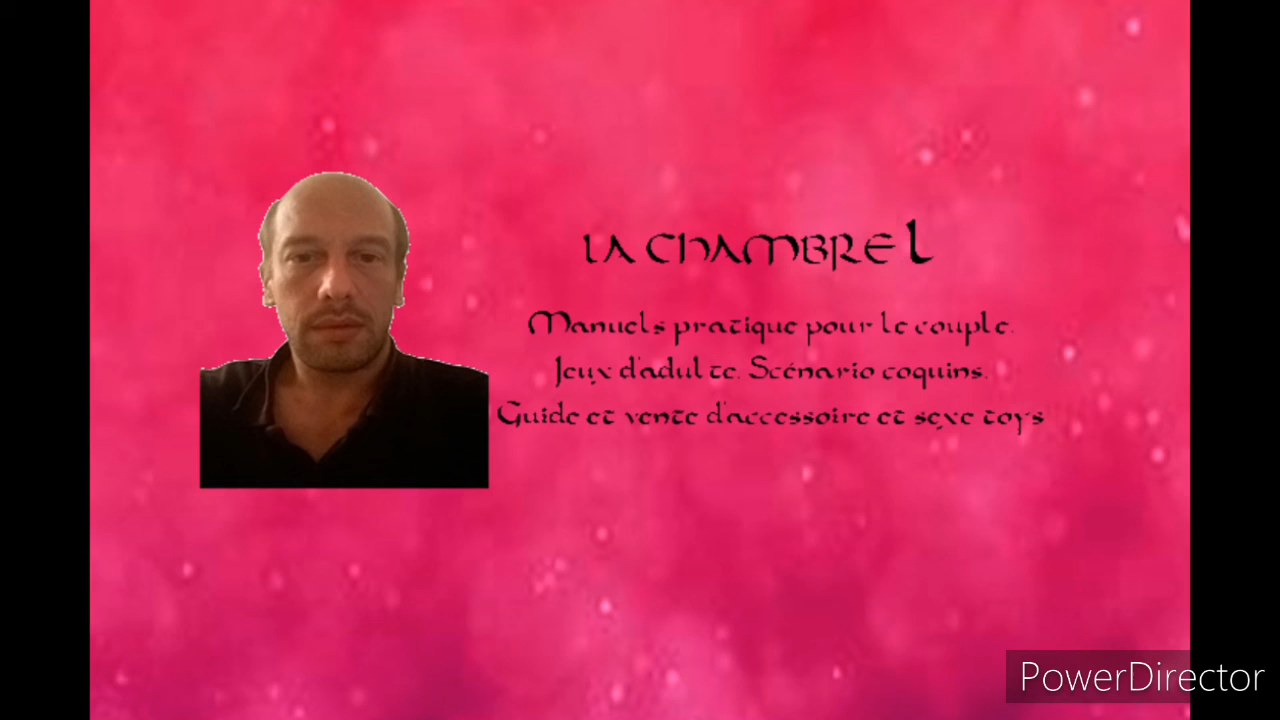 LA CHAMBRE L
Manuels pratique pour le couple.
Jeux d'adulte. Scénario coquins.
Guide et vente d'accessoire et sexe toys
PowerDirector